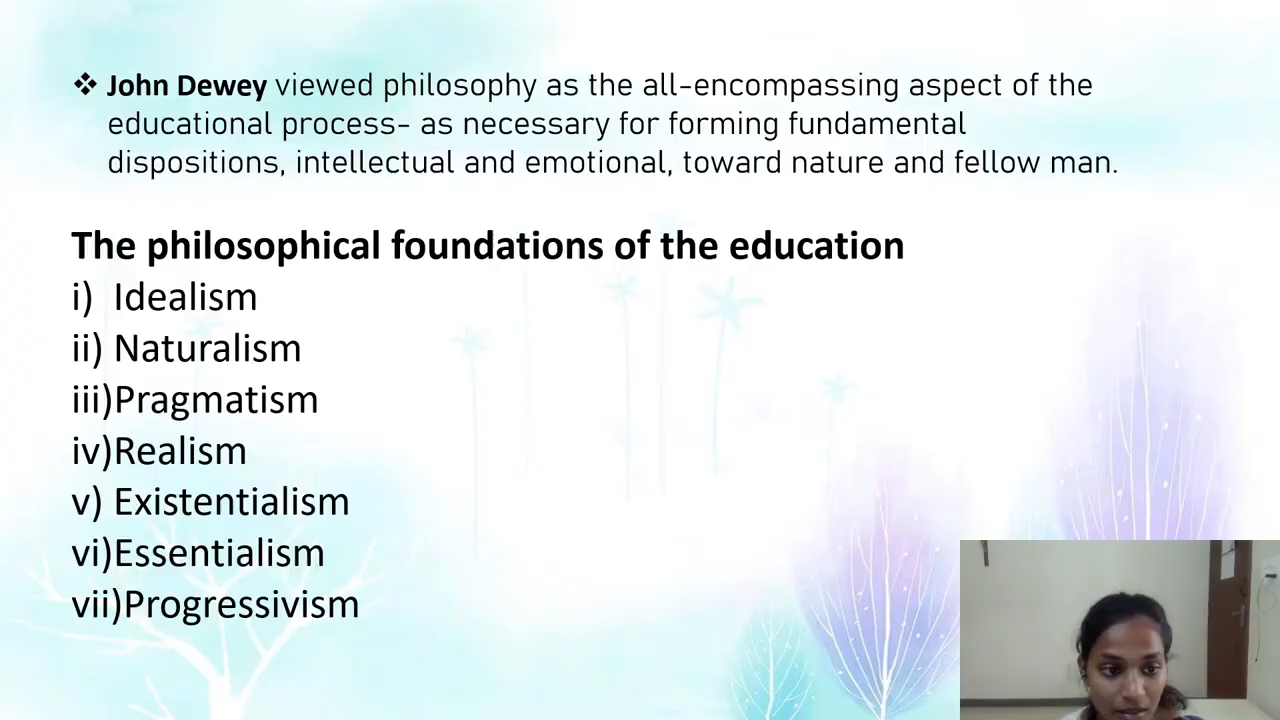 ❖ John Dewey viewed philosophy as the all-encompassing aspect of the
educational process- as necessary for forming fundamental
dispositions, intellectual and emotional, toward nature and fellow man.
The philosophical foundations of the education
i) Idealism
ii) Naturalism
iii)Pragmatism
iv)Realism
v) Existentialism
vi)Essentialism
vii)Progressivism